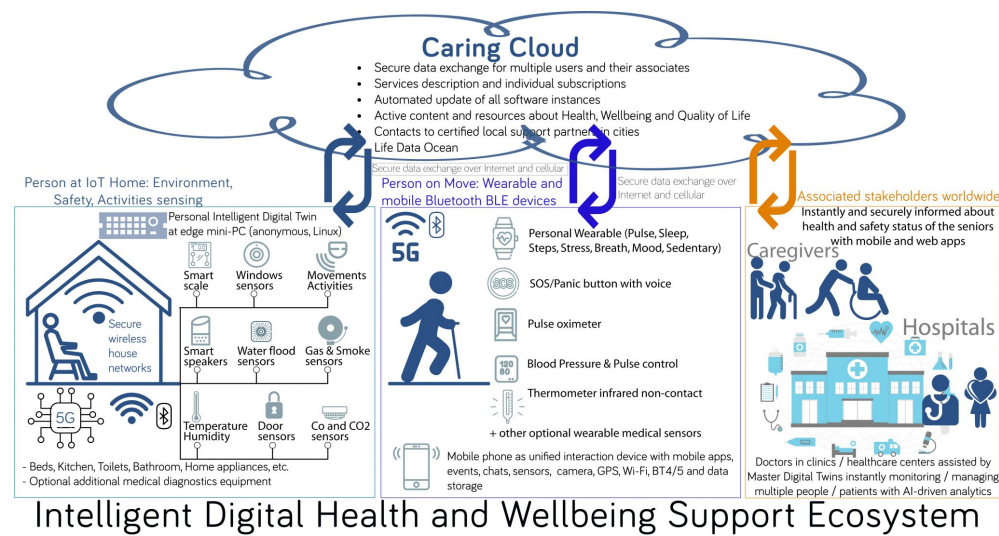 Caring Cloud
• Secure data exchange for multiple users and their associates
• Services description and individual subscriptions
• Automated update of all software instances
• Active content and resources about Health, Wellbeing and Quality of Life
• Contacts to certified local support partners in cities
Life Data Ocean
Secure data exchange over Internet and cellular
Secure data exchange over
Internet and cellular
Person at IoT Home: Environment,
Safety, Activities sensing
Personal Intelligent Digital Twin
at edge mini-PC (anonymous, Linux)
Smart
scale
Windows
sensors
Movements
Activities
Secure
wireless
house
networks
Smart
speakers
Water flood
sensors
Gas & Smoke
sensors
5G
Temperature
Humidity
Door
sensors
Co and CO2
sensors
- Beds, Kitchen, Toilets, Bathroom, Home appliances, etc.
- Optional additional medical diagnostics equipment
Person on Move: Wearable and
mobile Bluetooth BLE devices
5G
Personal Wearable (Pulse, Sleep,
Steps, Stress, Breath, Mood, Sedentary)
SOS
SOS/Panic button with voice
Pulse oximeter
120
80
Blood Pressure & Pulse control
Thermometer infrared non-contact
+ other optional wearable medical sensors
Mobile phone as unified interaction device with mobile apps,
events, chats, sensors, camera, GPS, Wi-Fi, BT4/5 and data
storage
Associated stakeholders worldwide
Instantly and securely informed about
health and safety status of the seniors
with mobile and web apps
Caregivers
Hospitals
Doctors in clinics / healthcare centers assisted by
Master Digital Twins instantly monitoring / managing
multiple people / patients with AI-driven analytics
Intelligent Digital Health and Wellbeing Support Ecosystem